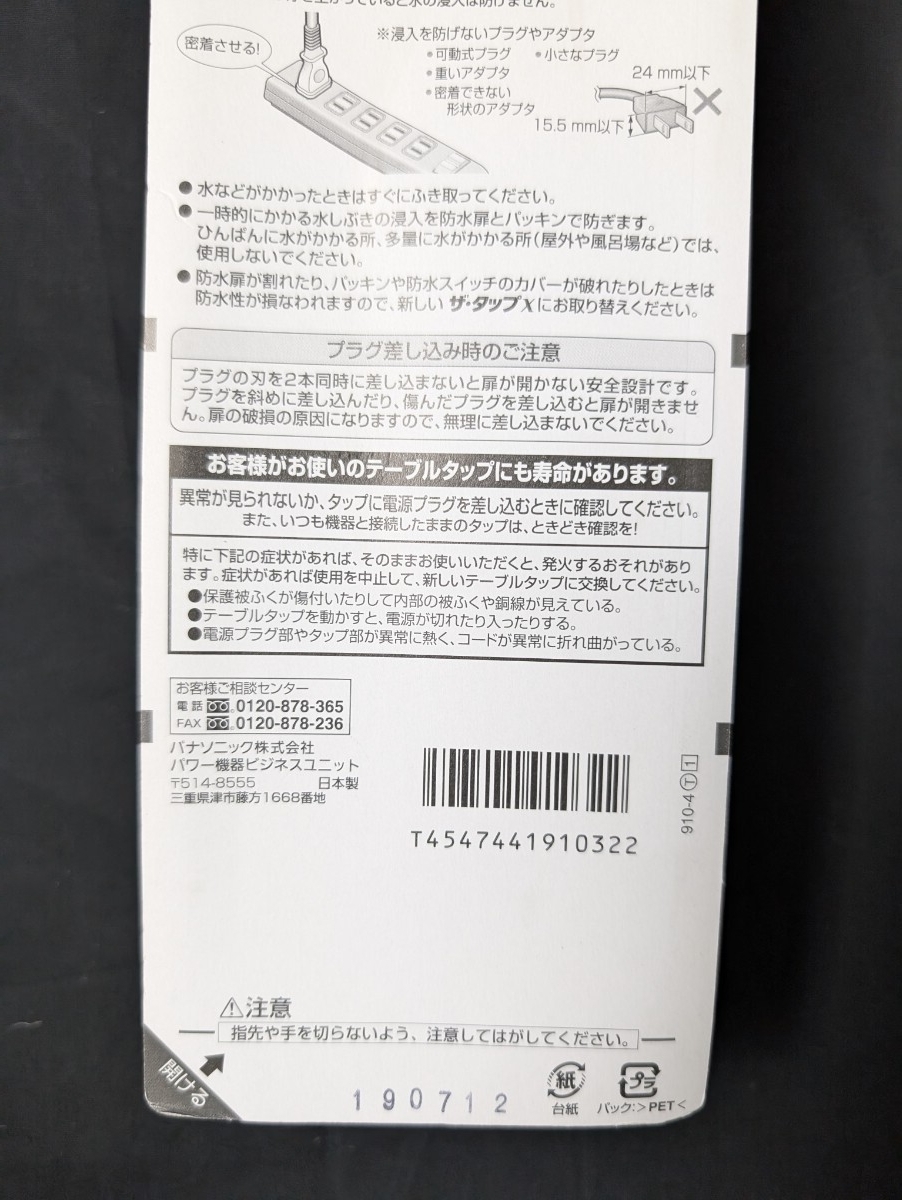 上がっていると水の浸入は防げません。
密着させる!
※浸入を防げないプラグやアダプタ
•可動式プラグ •小さなプラグ
•重いアダプタ
•密着できない
形状のアダプタ
24 mm以下
15.5 mm以下
●水などがかかったときはすぐにふき取ってください。
●一時的にかかる水しぶきの浸入を防水扉とパッキンで防ぎます。
ひんぱんに水がかかる所、多量に水がかかる所(屋外や風呂場など)では、
使用しないでください。
●防水扉が割れたり、パッキンや防水スイッチのカバーが破れたりしたときは
防水性が損なわれますので、新しい ザ・タップX にお取り替えください。
プラグ差し込み時のご注意
プラグの刃を2本同時に差し込まないと扉が開かない安全設計です。
プラグを斜めに差し込んだり、傷んだプラグを差し込むと扉が開きませ
ん。扉の破損の原因になりますので、無理に差し込まないでください。
お客様がお使いのテーブルタップにも寿命があります。
異常が見られないか、タップに電源プラグを差し込むときに確認してください。
また、いつも機器と接続したままのタップは、ときどき確認を!
特に下記の症状があれば、そのままお使いいただくと、発火するおそれがあり
ます。症状があれば使用を中止して、新しいテーブルタップに交換してください。
●保護被ふくが傷付いたりして内部の被ふくや銅線が見えている。
●テーブルタップを動かすと、電源が切れたり入ったりする。
●電源プラグ部やタップ部が異常に熱く、コードが異常に折れ曲がっている。
お客様ご相談センター
電話 0120-878-365
FAX 0120-878-236
パナソニック株式会社
パワー機器ビジネスユニット
〒514-8555 日本製
三重県津市藤方1668番地
T4547441910322
910-4 Ⓣ 1
⚠注意
指先や手を切らないよう、注意してはがしてください。
開ける
190712
紙
台紙
プラ
パック:>PET<